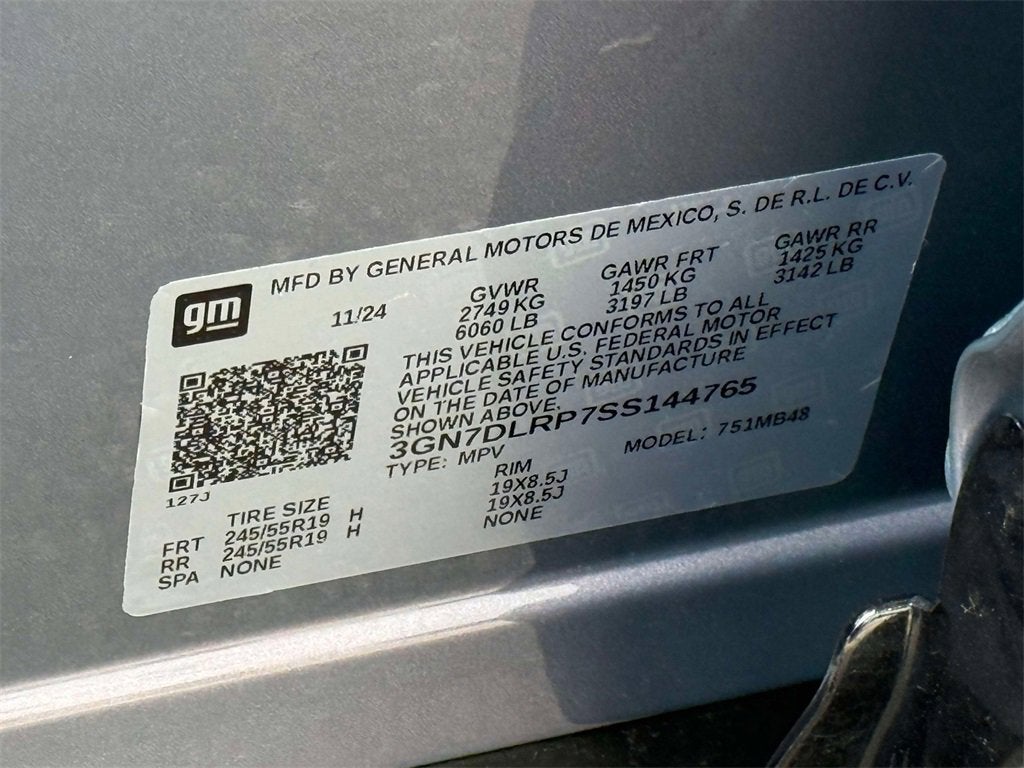 MFD BY GENERAL MOTORS DE MEXICO, S. DE R.L. DE C.V.
gm
11/24
GVWR
2749 KG
6060 LB
GAWR FRT
1450 KG
3197 LB
GAWR RR
1425 KG
3142 LB
THIS VEHICLE CONFORMS TO ALL
APPLICABLE U.S. FEDERAL MOTOR
VEHICLE SAFETY STANDARDS IN EFFECT
ON THE DATE OF MANUFACTURE
SHOWN ABOVE.
3GN7DLRP7SS144765
TYPE: MPV MODEL: 751MB48
127J
TIRE SIZE RIM
FRT 245/55R19 H 19X8.5J
RR 245/55R19 H 19X8.5J
SPA NONE NONE